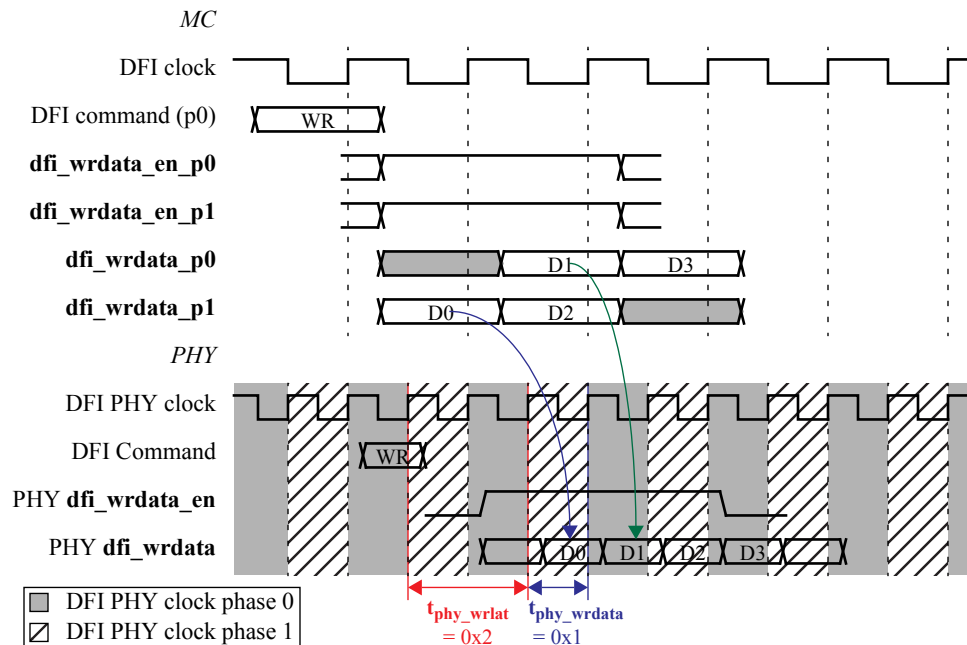 MC
DFI clock
DFI command (p0)
WR
dfi_wrdata_en_p0
dfi_wrdata_en_p1
dfi_wrdata_p0
D1
D3
dfi_wrdata_p1
D0
D2
PHY
DFI PHY clock
DFI Command
WR
PHY dfi_wrdata_en
PHY dfi_wrdata
D0
D1
D2
D3
DFI PHY clock phase 0
DFI PHY clock phase 1
tphy_wrlat
= 0x2
tphy_wrdata
= 0x1